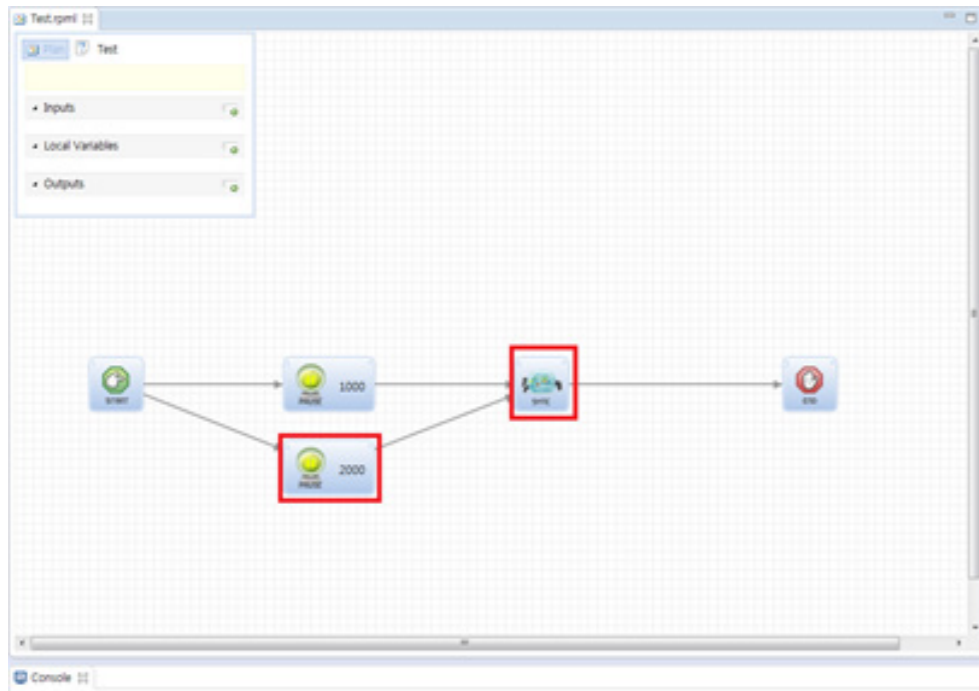 Test.rpml
Plan Test
Inputs
Local Variables
Outputs
START
PAUSE 1000
SYNC
END
PAUSE 2000
Console